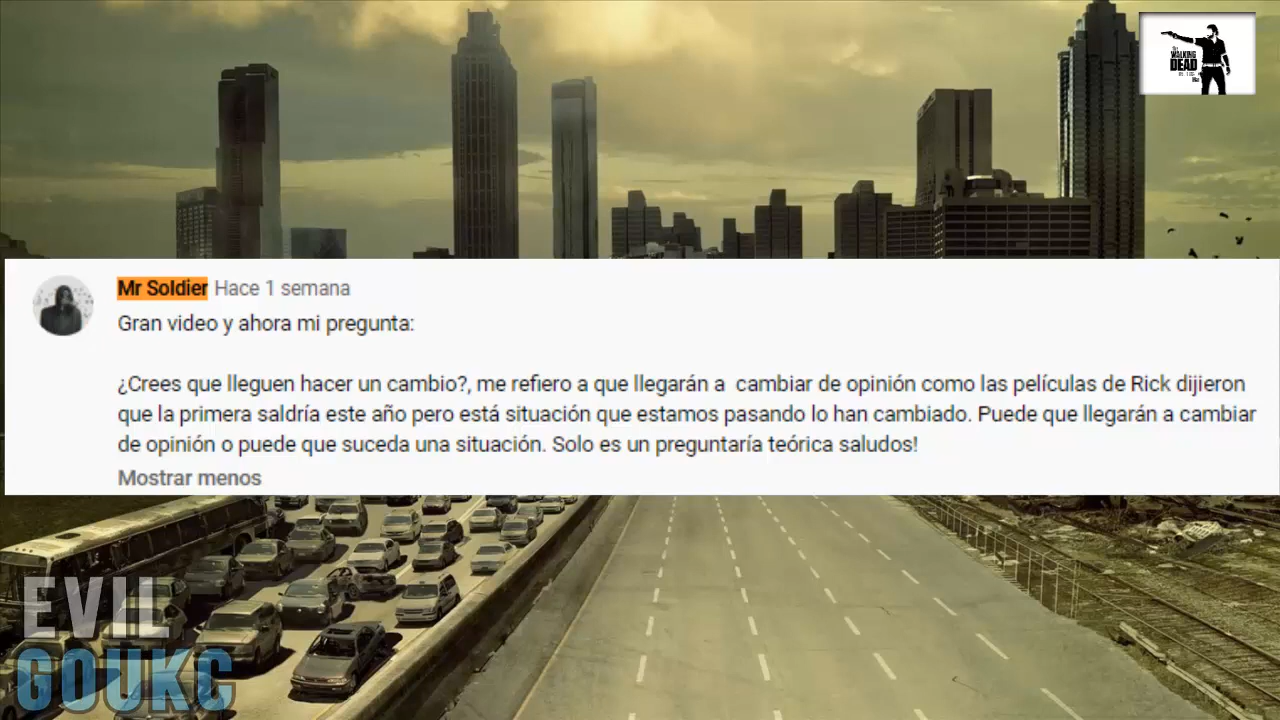 THE
WALKING
DEAD
Mr Soldier Hace 1 semana
Gran video y ahora mi pregunta:
¿Crees que lleguen hacer un cambio?, me refiero a que llegarán a cambiar de opinión como las películas de Rick dijieron
que la primera saldría este año pero está situación que estamos pasando lo han cambiado. Puede que llegarán a cambiar
de opinión o puede que suceda una situación. Solo es un preguntaría teórica saludos!
Mostrar menos
EVIL
GOUKC